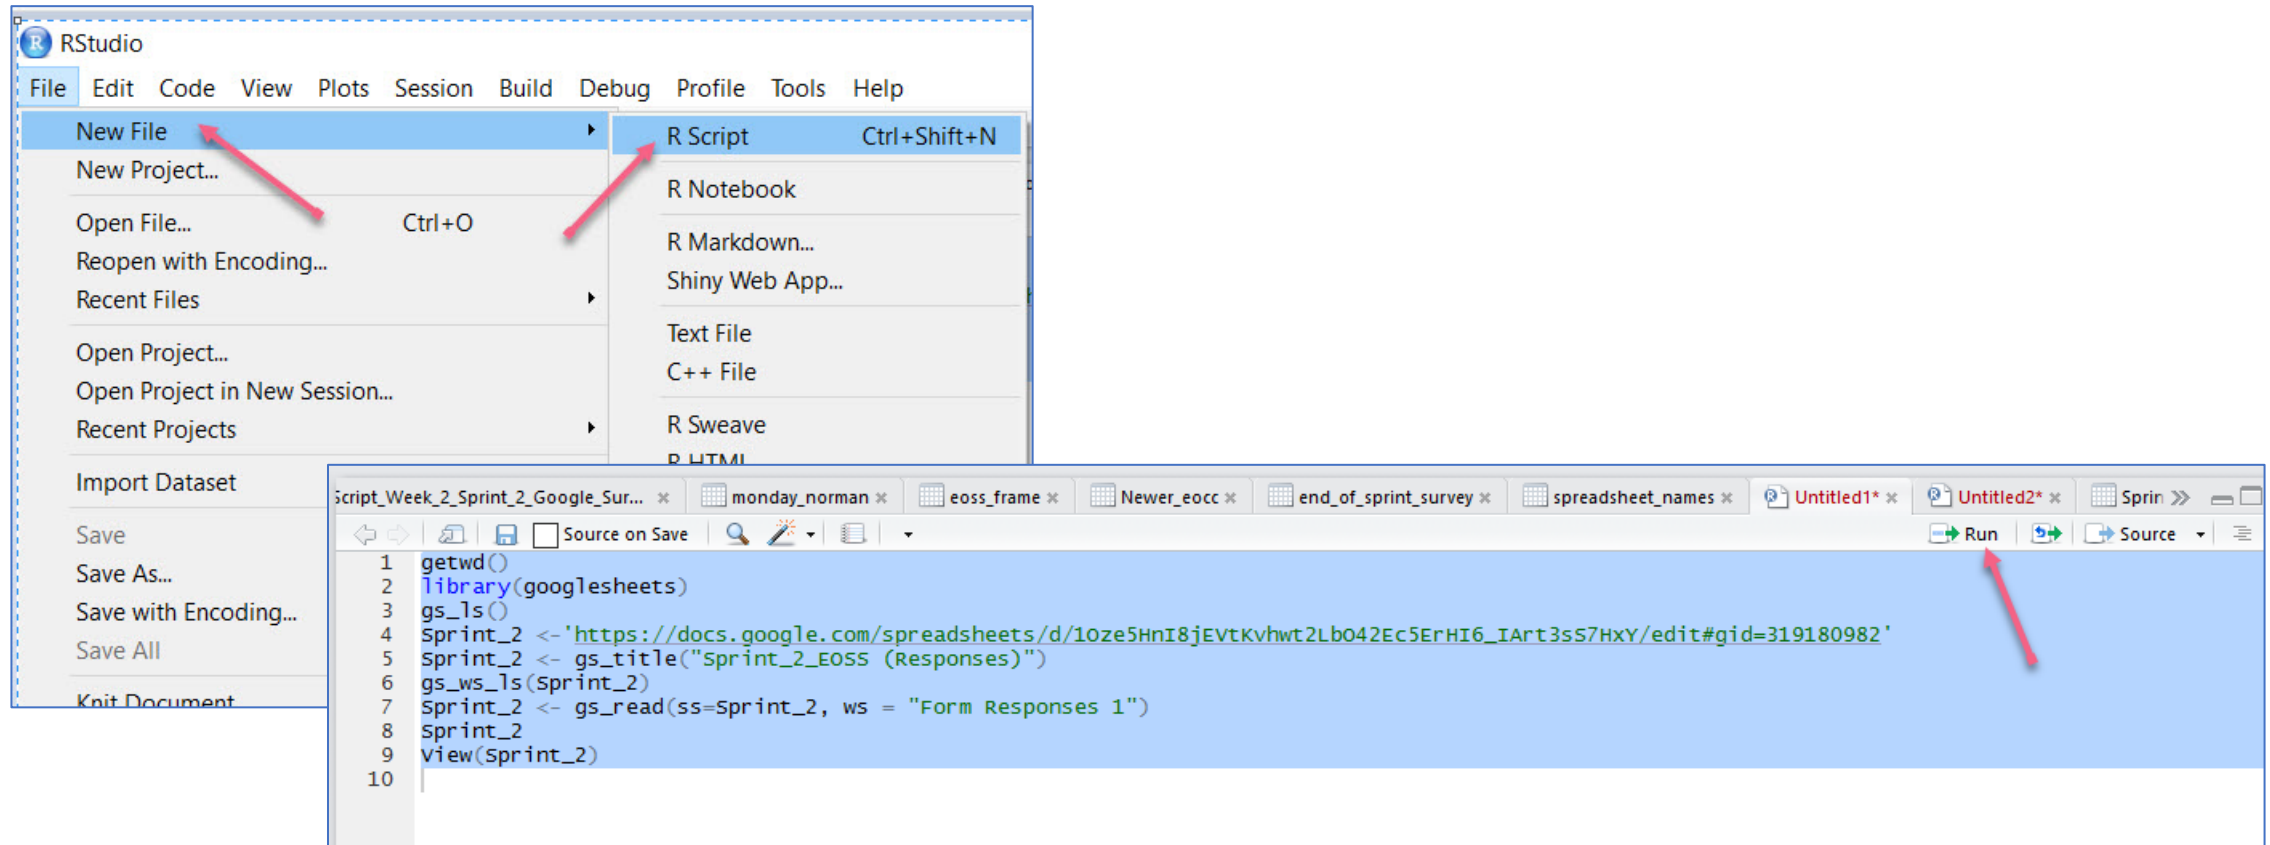 RStudio
File Edit Code View Plots Session Build Debug Profile Tools Help
New File
New Project...
Open File... Ctrl+O
Reopen with Encoding...
Recent Files
Open Project...
Open Project in New Session...
Recent Projects
Import Dataset
Save
Save As...
Save with Encoding...
Save All
Knit Document
R Script Ctrl+Shift+N
R Notebook
R Markdown...
Shiny Web App...
Text File
C++ File
R Sweave
R HTML
Script_Week_2_Sprint_2_Google_Sur... monday_norman eoss_frame Newer_eocc end_of_sprint_survey spreadsheet_names Untitled1* Untitled2* Sprin
Source on Save Run Source
1 getwd()
2 library(googlesheets)
3 gs_ls()
4 Sprint_2 <-'https://docs.google.com/spreadsheets/d/1Oze5HnI8jEVtKvhwt2LbO42Ec5ErHI6_IArt3sS7HxY/edit#gid=319180982'
5 Sprint_2 <- gs_title("Sprint_2_EOSS (Responses)")
6 gs_ws_ls(Sprint_2)
7 Sprint_2 <- gs_read(ss=Sprint_2, ws = "Form Responses 1")
8 Sprint_2
9 View(Sprint_2)
10